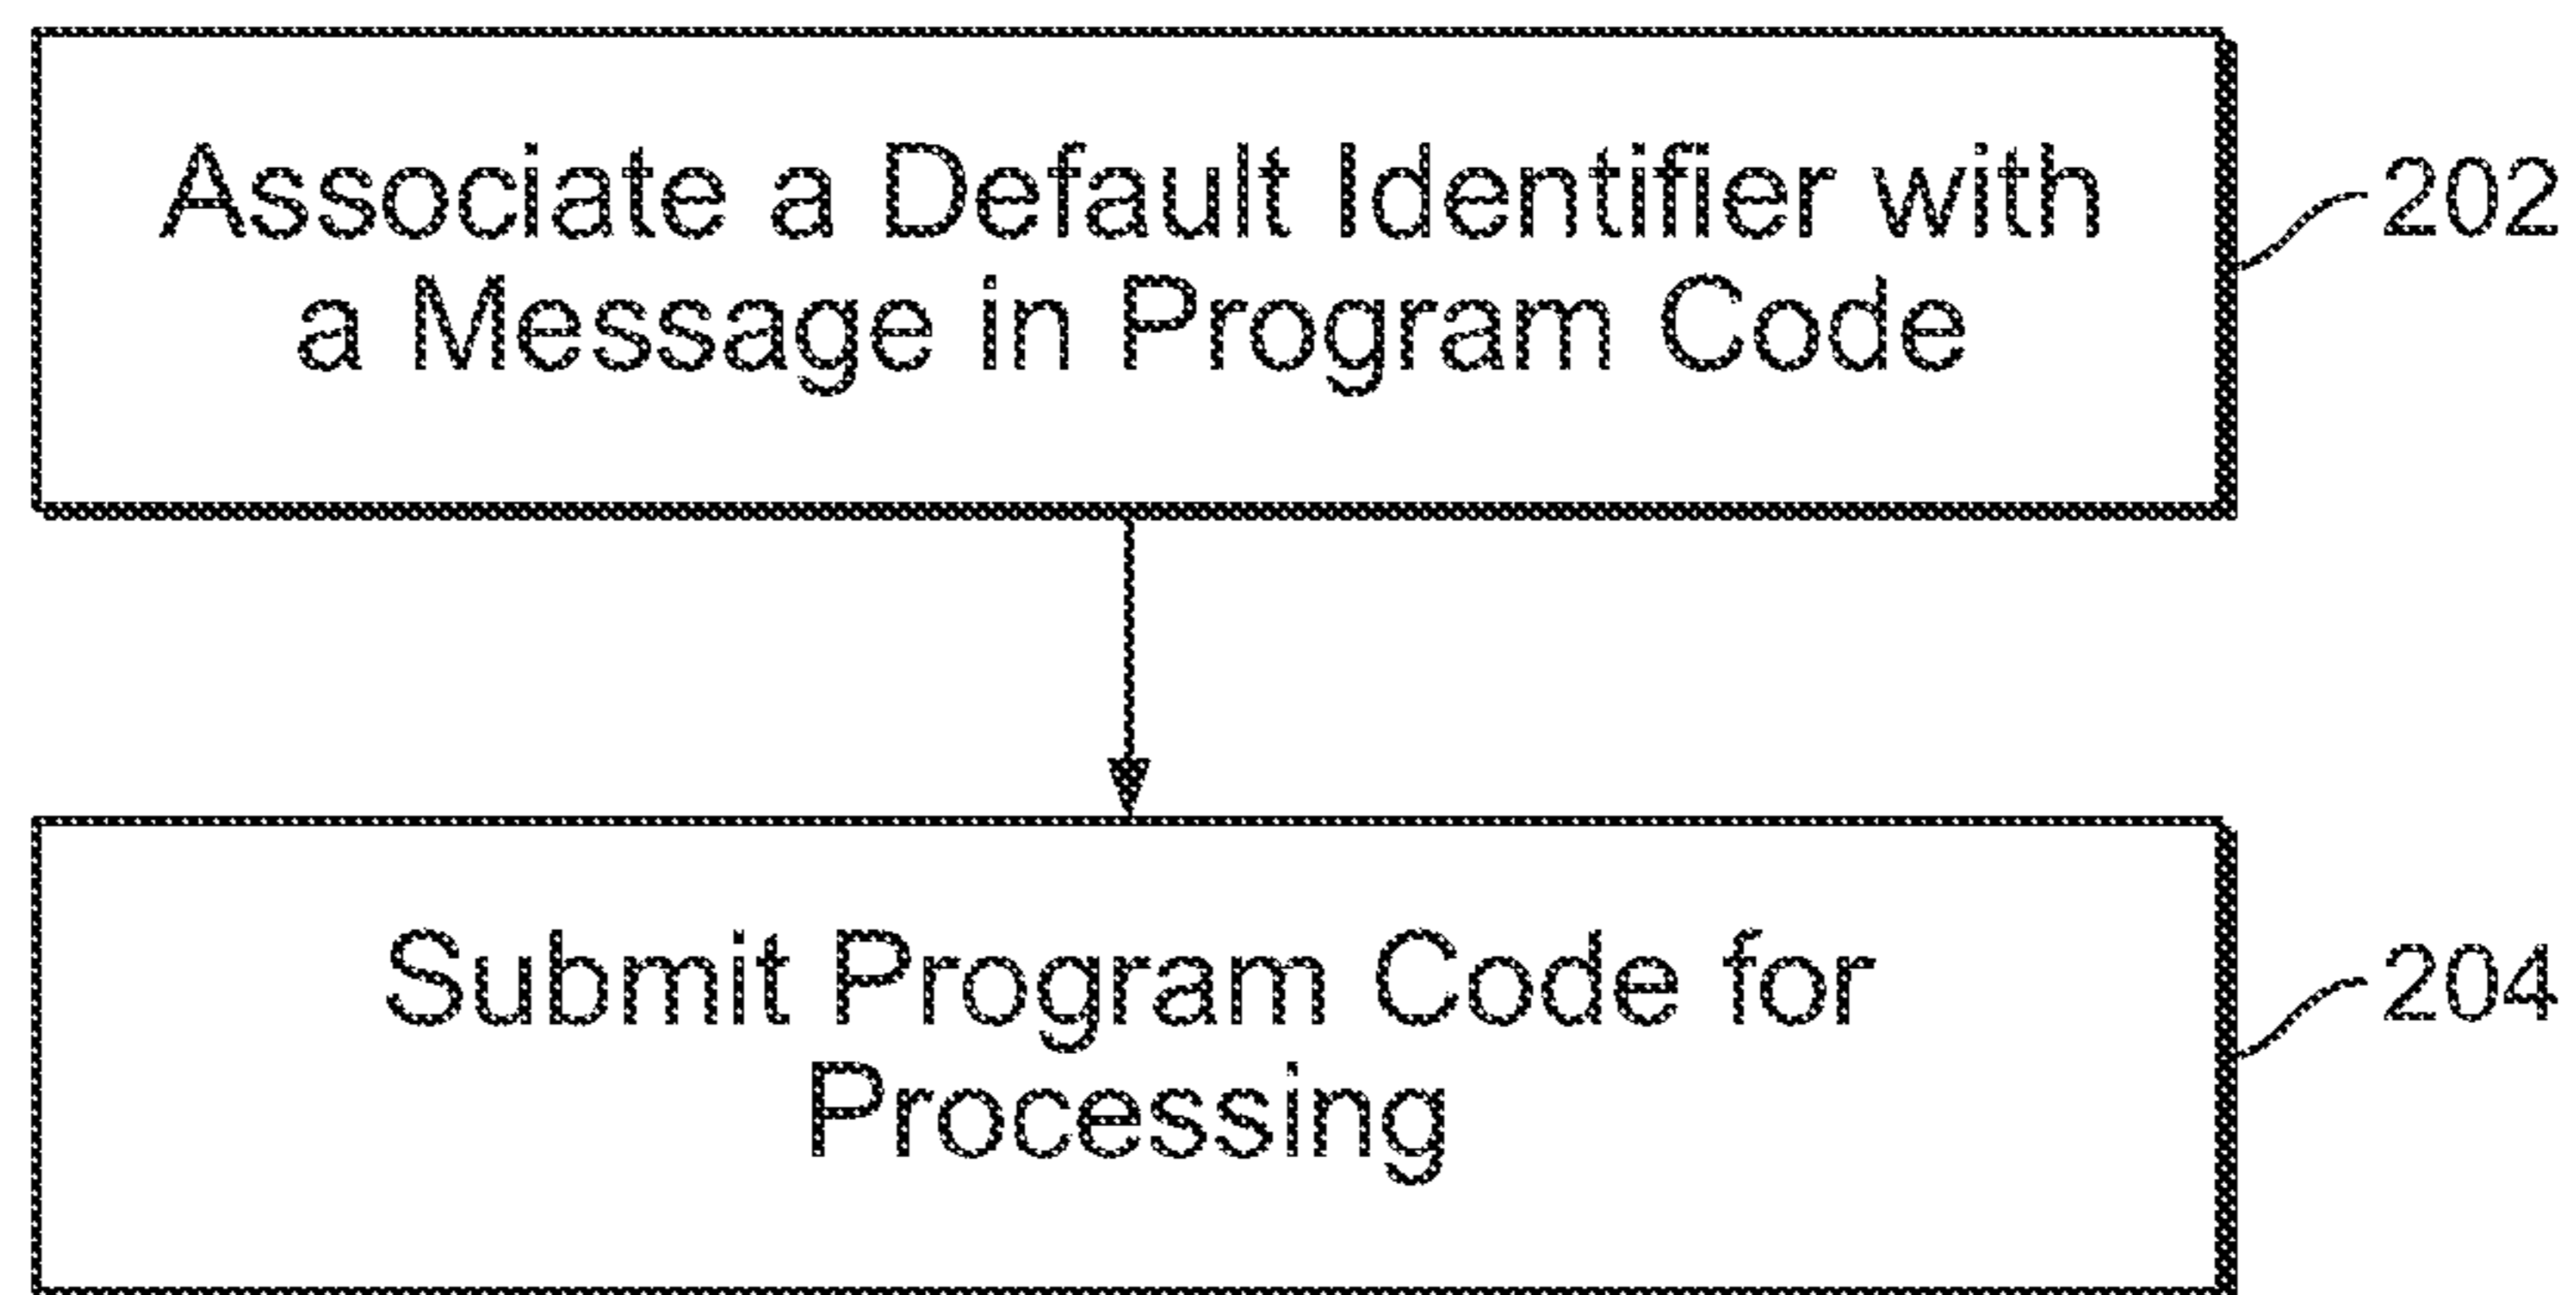 Associate a Default Identifier with
a Message in Program Code
202
Submit Program Code for
Processing
204